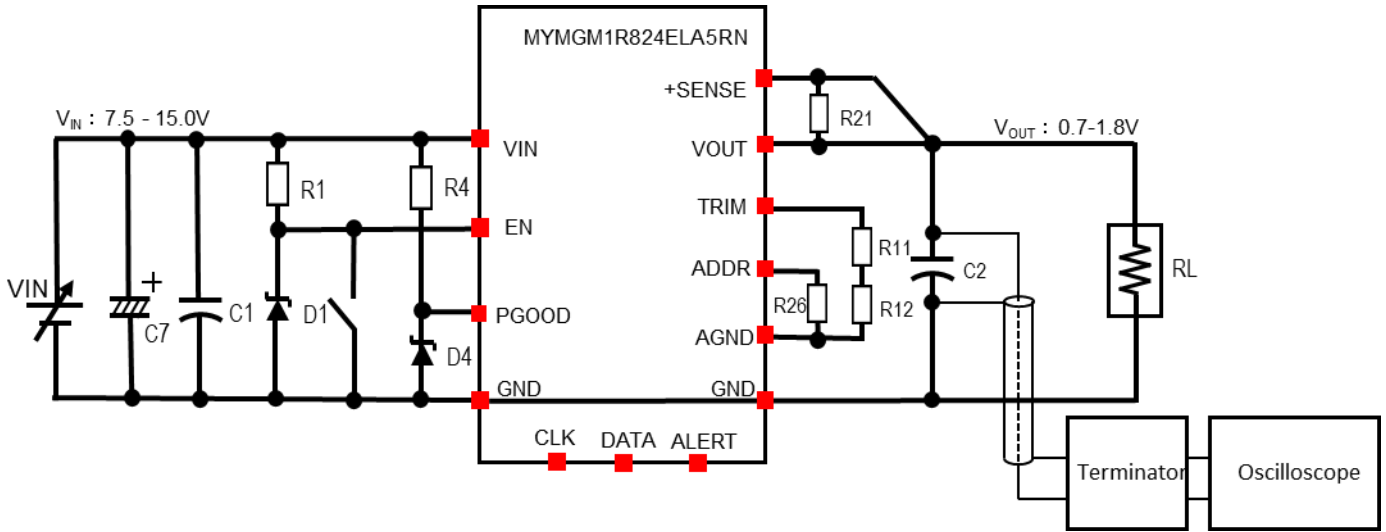 MYMGM1R824ELA5RN
+SENSE
R21
VIN : 7.5 - 15.0V
VOUT : 0.7-1.8V
VIN
VOUT
R1
R4
TRIM
EN
R11
ADDR
C2
RL
VIN
+
C7
C1
D1
PGOOD
R26
R12
AGND
D4
GND
GND
CLK
DATA
ALERT
Terminator
Oscilloscope